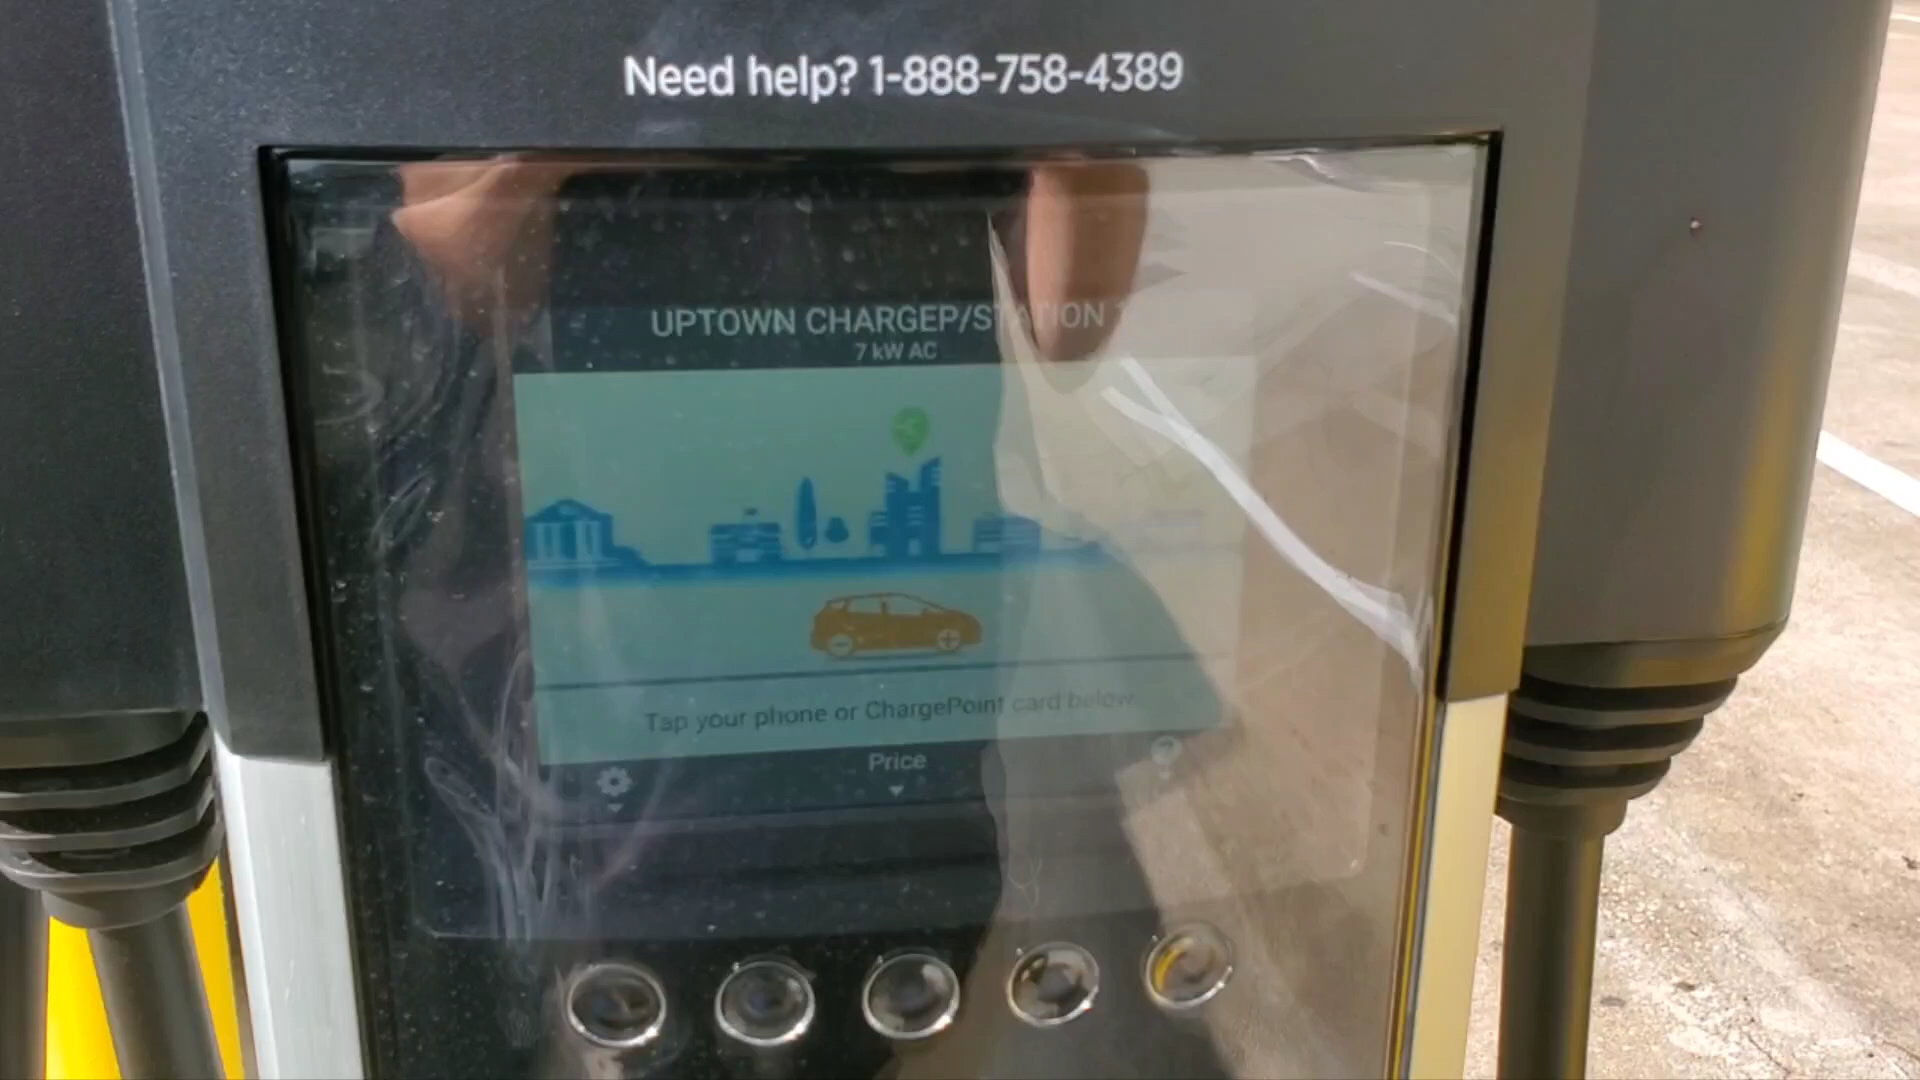 Need help? 1-888-758-4389
UPTOWN CHARGEP/STATION
7 kW AC
Tap your phone or ChargePoint card below
Price